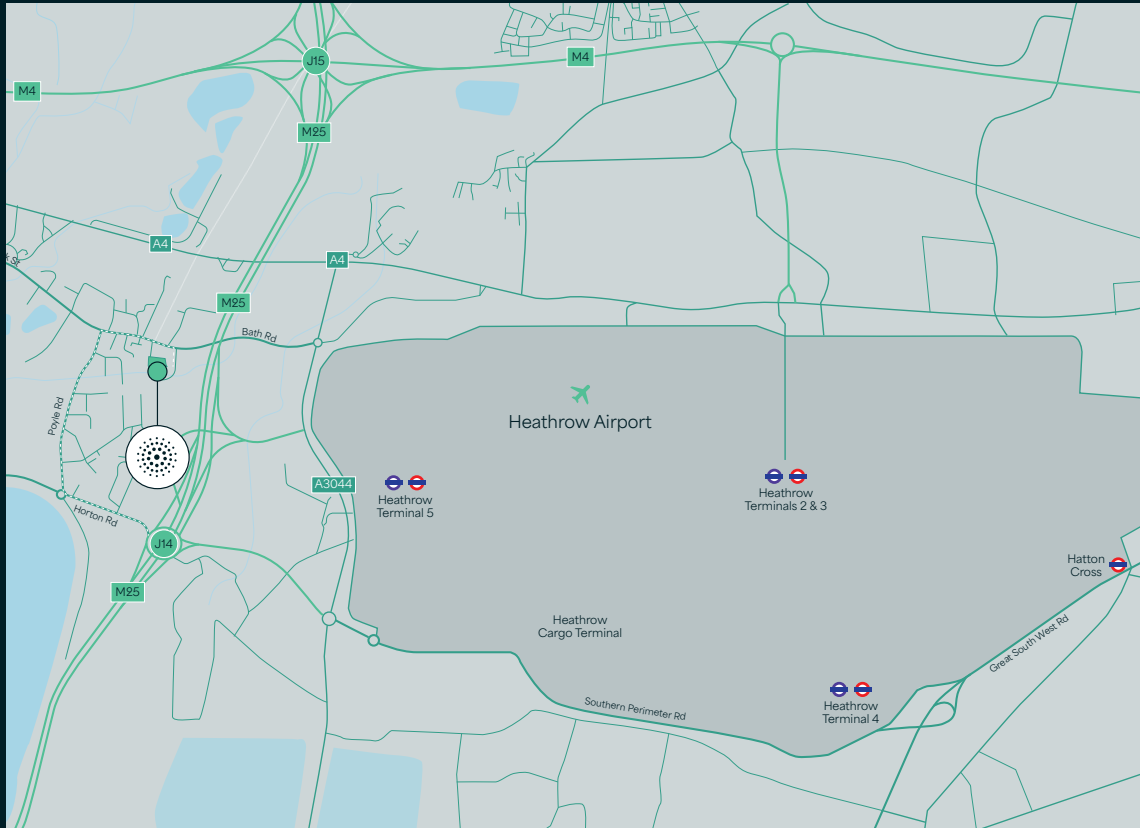 J15
M4
M4
M25
A4
A4
M25
Bath Rd
Poyle Rd
Heathrow Airport
A3044
Heathrow
Terminal 5
Heathrow
Terminals 2 & 3
Horton Rd
J14
Hatton
Cross
M25
Heathrow
Cargo Terminal
Great South West Rd
Heathrow
Terminal 4
Southern Perimeter Rd